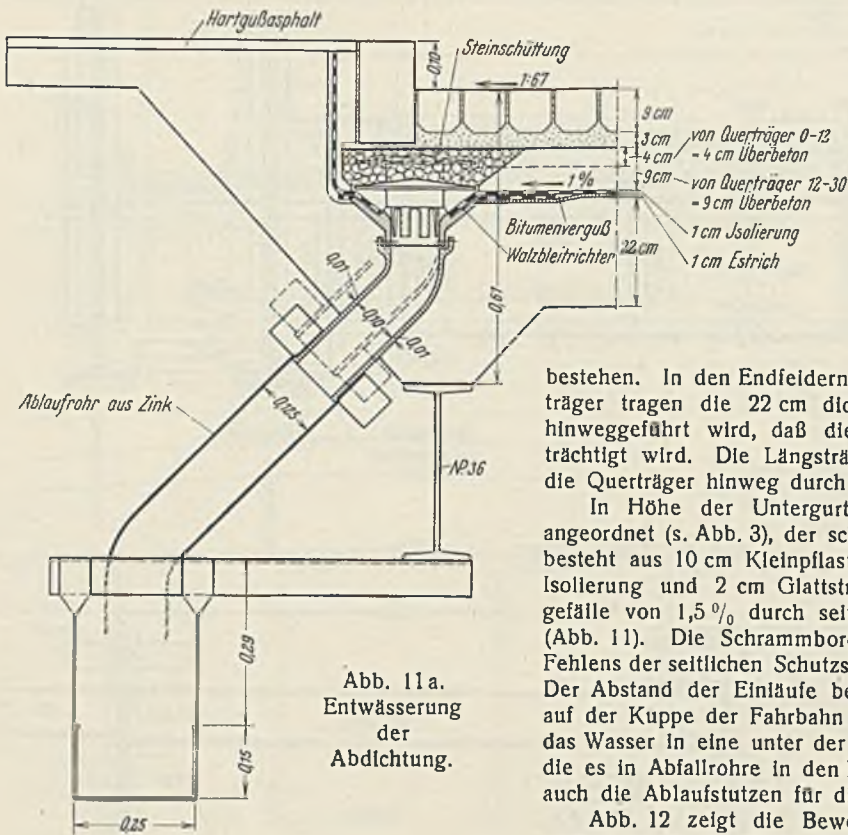 Hartgußasphalt
Steinschüttung
0,10
1:67
9 cm
3 cm
4 cm
von Querträger 0-12
= 4 cm Überbeton
9 cm
von Querträger 12-30
= 9 cm Überbeton
1 %
Bitumenverguß
Walzbleitrichter
22 cm
1 cm Jsolierung
1 cm Estrich
0,61
0,01
0,10
0,01
Ablaufrohr aus Zink
0,125
NP.36
0,29
0,15
0,25
Abb. 11a.
Entwässerung
der
Abdichtung.
bestehen. In den Endfeldern
träger tragen die 22 cm dic
hinweggeführt wird, daß die
trächtigt wird. Die Längsträ
die Querträger hinweg durch
In Höhe der Untergurt
angeordnet (s. Abb. 3), der sc
besteht aus 10 cm Kleinpflas
Isolierung und 2 cm Glattstr
gefälle von 1,5 % durch seit
(Abb. 11). Die Schrammbor
Fehlens der seitlichen Schutzs
Der Abstand der Einläufe be
auf der Kuppe der Fahrbahn
das Wasser in eine unter der
die es in Abfallrohre in den
auch die Ablaufstutzen für d
Abb. 12 zeigt die Bewe